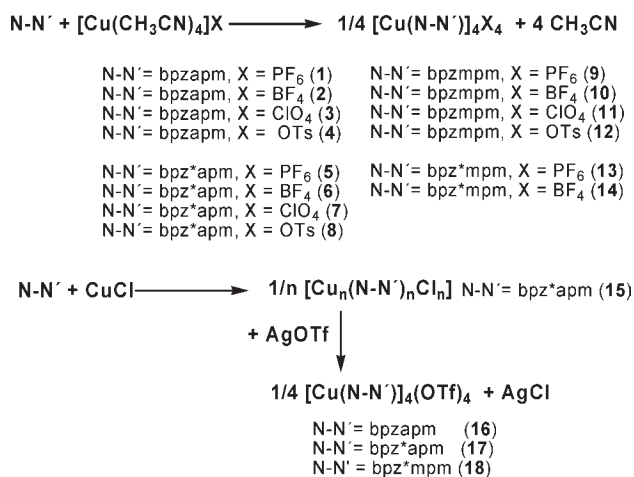 N-N´ + [Cu(CH3CN)4]X 1/4 [Cu(N-N´)]4X4 + 4 CH3CN
N-N´= bpzapm, X = PF6 (1) N-N´= bpzmpm, X = PF6 (9)
N-N´= bpzapm, X = BF4 (2) N-N´= bpzmpm, X = BF4 (10)
N-N´= bpzapm, X = ClO4 (3) N-N´= bpzmpm, X = ClO4 (11)
N-N´= bpzapm, X = OTs (4) N-N´= bpzmpm, X = OTs (12)
N-N´= bpz*apm, X = PF6 (5) N-N´= bpz*mpm, X = PF6 (13)
N-N´= bpz*apm, X = BF4 (6) N-N´= bpz*mpm, X = BF4 (14)
N-N´= bpz*apm, X = ClO4 (7)
N-N´= bpz*apm, X = OTs (8)
N-N´ + CuCl 1/n [Cun(N-N´)nCln] N-N´= bpz*apm (15)
+ AgOTf
1/4 [Cu(N-N´)]4(OTf)4 + AgCl
N-N´= bpzapm (16)
N-N´= bpz*apm (17)
N-N' = bpz*mpm (18)